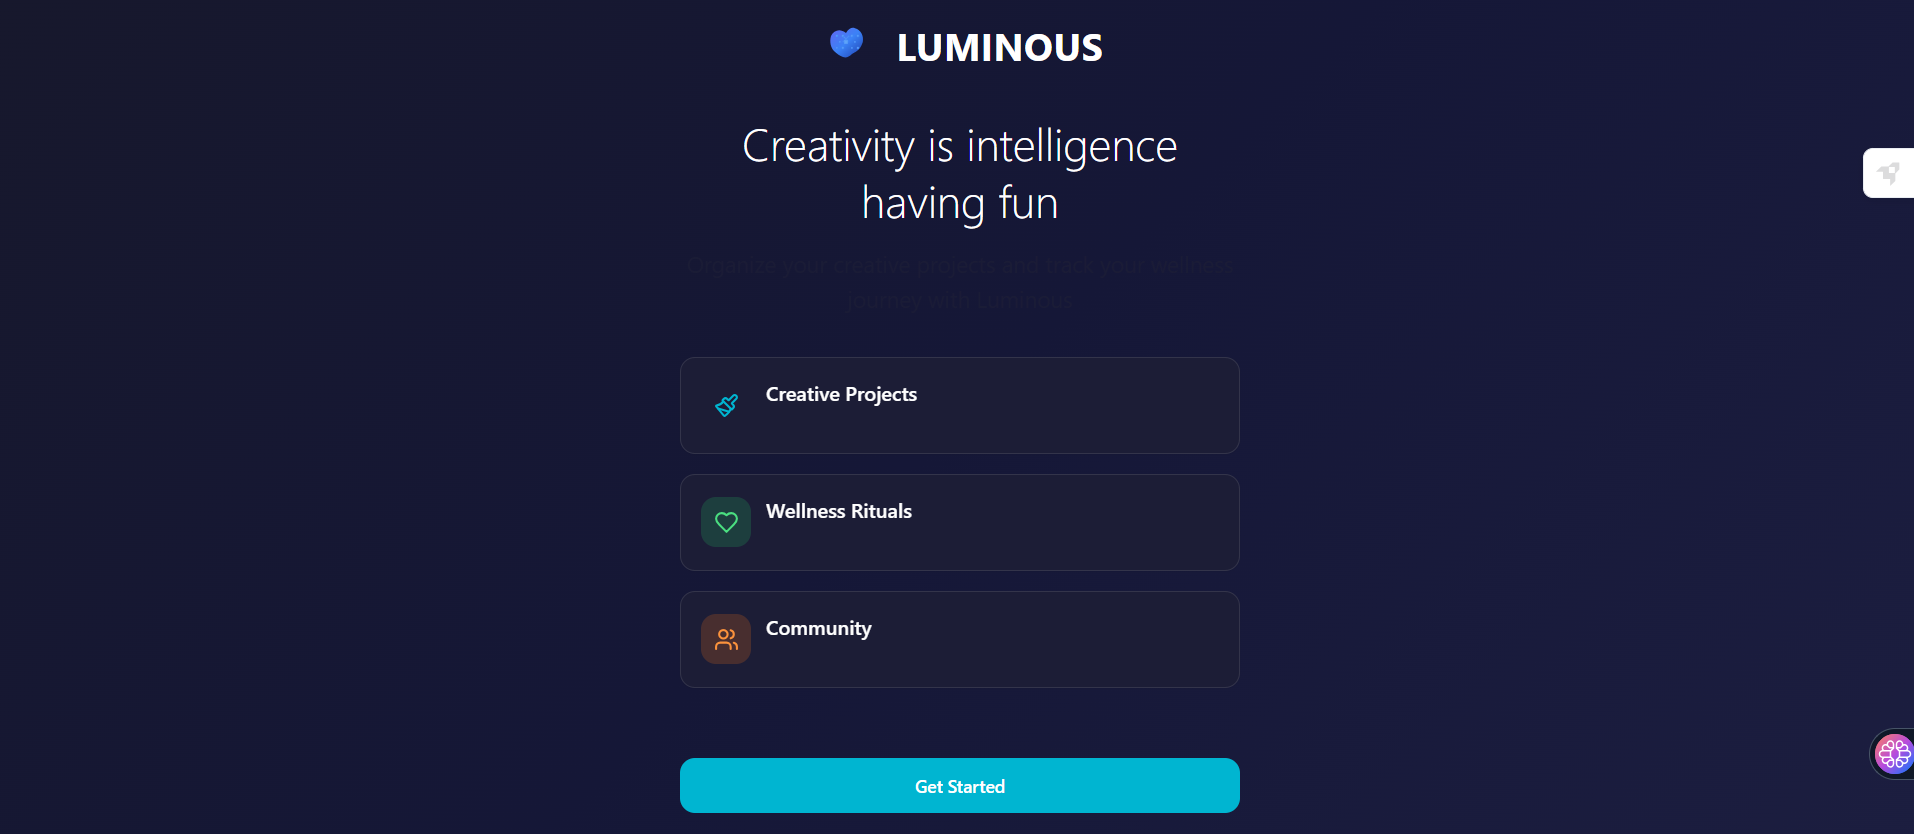 LUMINOUS
Creativity is intelligence
having fun
Organize your creative projects and track your wellness
journey with Luminous
Creative Projects
Wellness Rituals
Community
Get Started